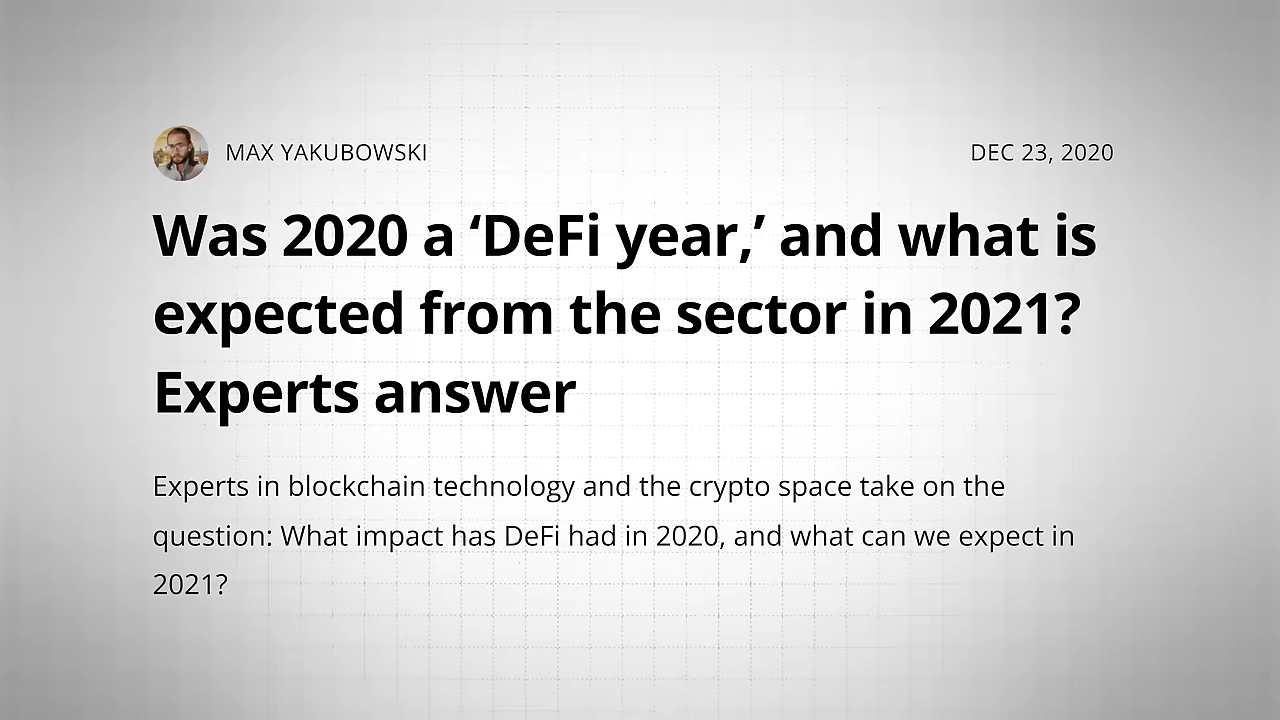 MAX YAKUBOWSKI
DEC 23, 2020
Was 2020 a ‘DeFi year,’ and what is
expected from the sector in 2021?
Experts answer
Experts in blockchain technology and the crypto space take on the
question: What impact has DeFi had in 2020, and what can we expect in
2021?